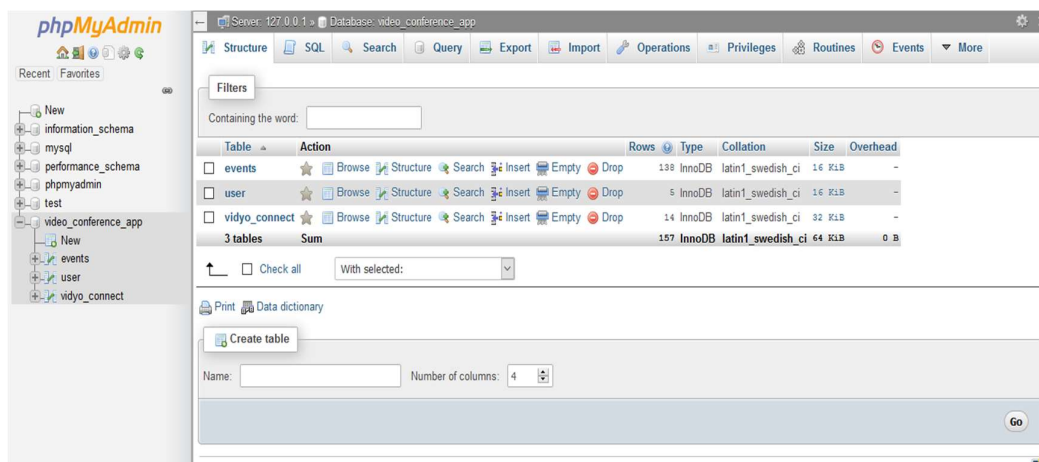 phpMyAdmin
Recent Favorites
New
information_schema
mysql
performance_schema
phpmyadmin
test
video_conference_app
New
events
user
vidyo_connect
Server: 127.0.0.1 » Database: video_conference_app
Structure SQL Search Query Export Import Operations Privileges Routines Events More
Filters
Containing the word:
Table Action Rows Type Collation Size Overhead
events Browse Structure Search Insert Empty Drop 138 InnoDB latin1_swedish_ci 16 KiB -
user Browse Structure Search Insert Empty Drop 5 InnoDB latin1_swedish_ci 16 KiB -
vidyo_connect Browse Structure Search Insert Empty Drop 14 InnoDB latin1_swedish_ci 32 KiB -
3 tables Sum 157 InnoDB latin1_swedish_ci 64 KiB 0 B
Check all With selected:
Print Data dictionary
Create table
Name: Number of columns: 4
Go